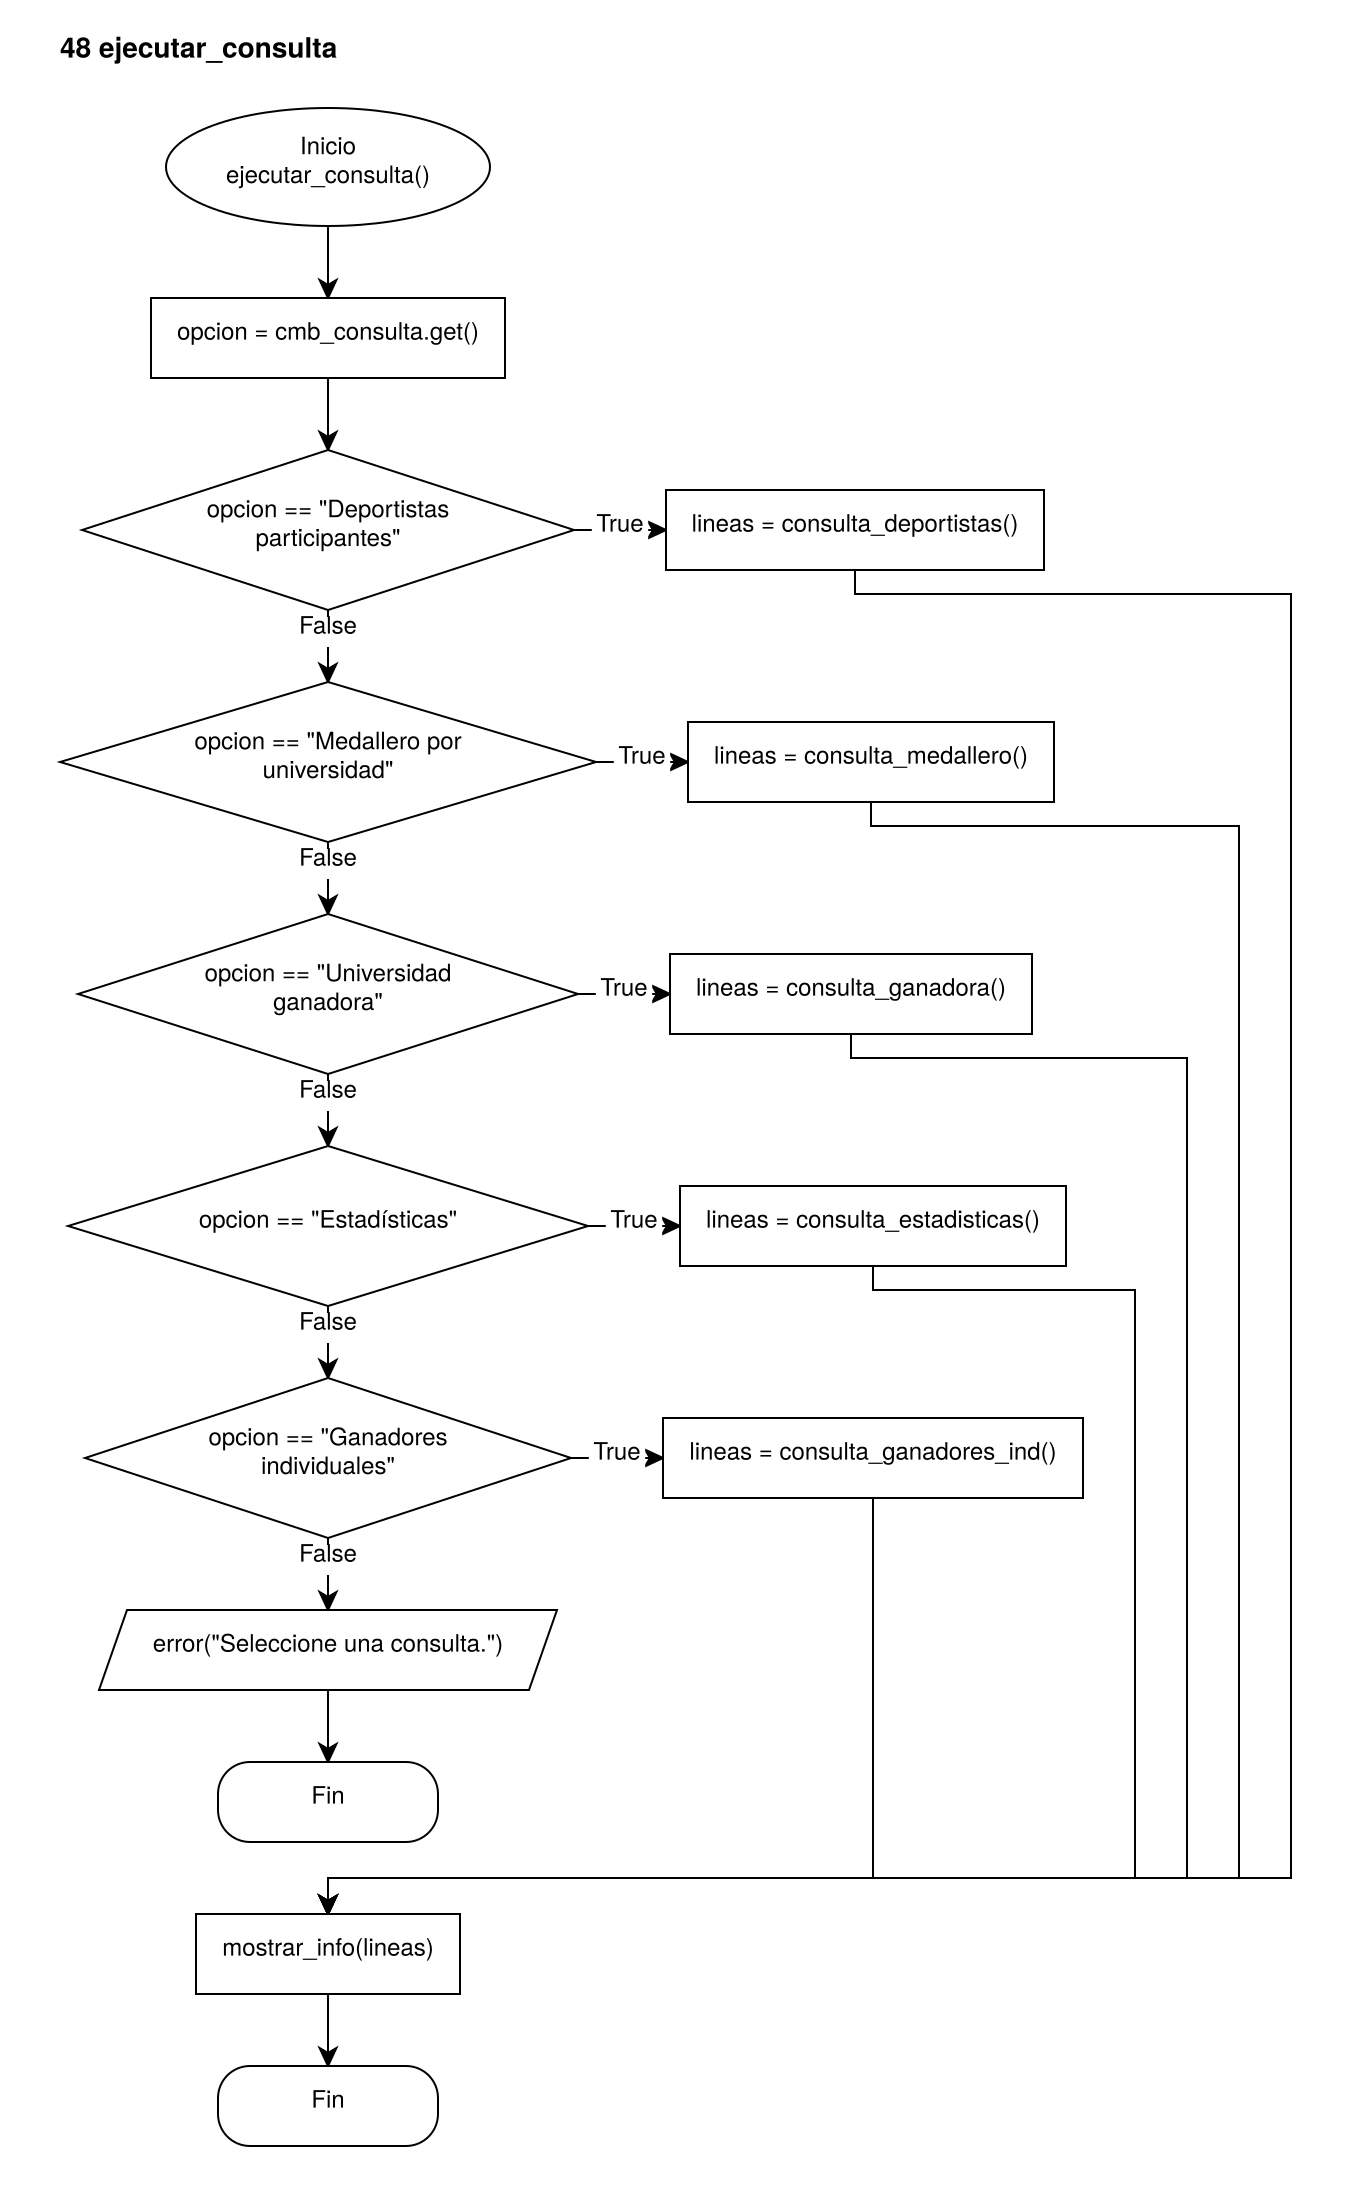 48 ejecutar_consulta
Inicio
ejecutar_consulta()
opcion = cmb_consulta.get()
opcion == "Deportistas
participantes"
True
lineas = consulta_deportistas()
False
opcion == "Medallero por
universidad"
True
lineas = consulta_medallero()
False
opcion == "Universidad
ganadora"
True
lineas = consulta_ganadora()
False
opcion == "Estadísticas"
True
lineas = consulta_estadisticas()
False
opcion == "Ganadores
individuales"
True
lineas = consulta_ganadores_ind()
False
error("Seleccione una consulta.")
Fin
mostrar_info(lineas)
Fin